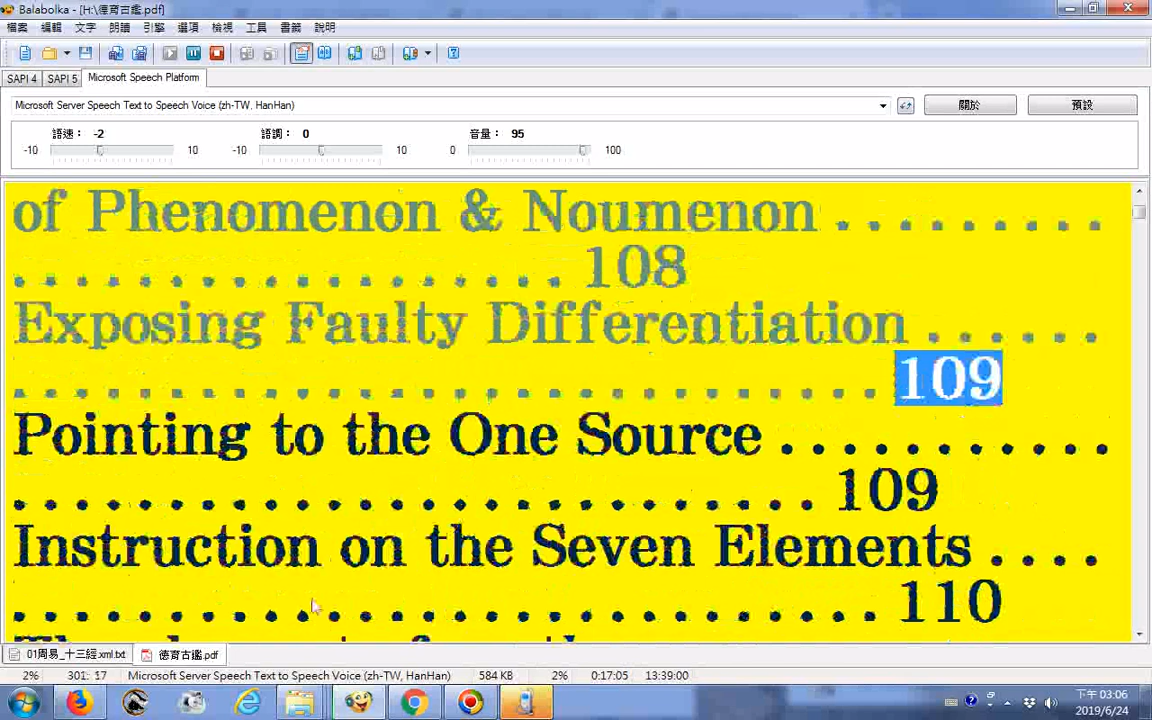 Balabolka - [H:\德育古鑑.pdf]
檔案 編輯 文字 朗讀 引擎 選項 檢視 工具 書籤 說明
SAPI 4 SAPI 5 Microsoft Speech Platform
Microsoft Server Speech Text to Speech Voice (zh-TW, HanHan) 關於 預設
語速： -2 語調： 0 音量： 95
-10 10 -10 10 0 100
of Phenomenon & Noumenon . . . . . . . . .
. . . . . . . . . . . . . . . . . . 108
Exposing Faulty Differentiation . . . . . .
. . . . . . . . . . . . . . . . . . . . . . . . . . . . 109
Pointing to the One Source . . . . . . . . . . .
. . . . . . . . . . . . . . . . . . . . . . . . . . 109
Instruction on the Seven Elements . . . .
. . . . . . . . . . . . . . . . . . . . . . . . . . . . 110
01周易_十三經.xml.txt 德育古鑑.pdf
2% 301: 17 Microsoft Server Speech Text to Speech Voice (zh-TW, HanHan) 584 KB 2% 0:17:05 13:39:00
下午 03:06
2019/6/24